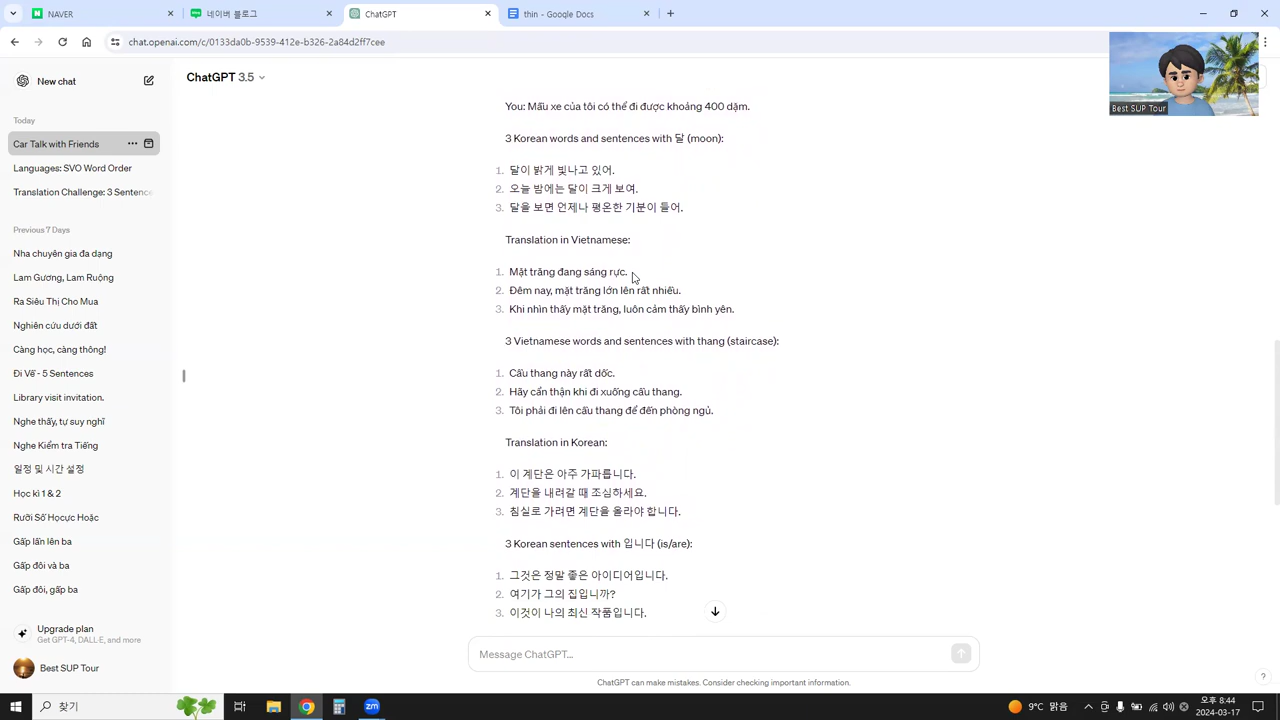 NAVER
네이버 블로그
ChatGPT
thin - Google Docs
chat.openai.com/c/0133da0b-9539-412e-b326-2a84d2ff7cee
New chat
ChatGPT 3.5
Best SUP Tour
Today
Car Talk with Friends
Languages: SVO Word Order
Translation Challenge: 3 Sentence
Previous 7 Days
Nha chuyên gia đa dạng
Lam Gương, Lam Ruộng
Ra Siêu Thị Cho Mua
Nghiên cứu dưới đất
Càng học, càng thông!
Đi Về - 5 Sentences
Library visit invitation.
Nghe thấy, tự suy nghĩ
Nghe Kiểm tra Tiếng
일정 및 시간 설정
Học kì 1 & 2
Rưỡi Số Họcực Hoặc
Gấp lấn lên ba
Gấp đôi và ba
Gấp đôi, gấp ba
Upgrade plan
Get GPT-4, DALL·E, and more
Best SUP Tour
You: Mẫu xe của tôi có thể đi được khoảng 400 dặm.
3 Korean words and sentences with 달 (moon):
1. 달이 밝게 빛나고 있어.
2. 오늘 밤에는 달이 크게 보여.
3. 달을 보면 언제나 평온한 기분이 들어.
Translation in Vietnamese:
1. Mặt trăng đang sáng rực.
2. Đêm nay, mặt trăng lớn lên rất nhiều.
3. Khi nhìn thấy mặt trăng, luôn cảm thấy bình yên.
3 Vietnamese words and sentences with thang (staircase):
1. Cầu thang này rất dốc.
2. Hãy cẩn thận khi đi xuống cầu thang.
3. Tôi phải đi lên cầu thang để đến phòng ngủ.
Translation in Korean:
1. 이 계단은 아주 가파릅니다.
2. 계단을 내려갈 때 조심하세요.
3. 침실로 가려면 계단을 올라야 합니다.
3 Korean sentences with 입니다 (is/are):
1. 그것은 정말 좋은 아이디어입니다.
2. 여기가 그의 집입니까?
3. 이것이 나의 최신 작품입니다.
Message ChatGPT...
ChatGPT can make mistakes. Consider checking important information.
?
찾기
9°C 맑음
오후 8:44
2024-03-17